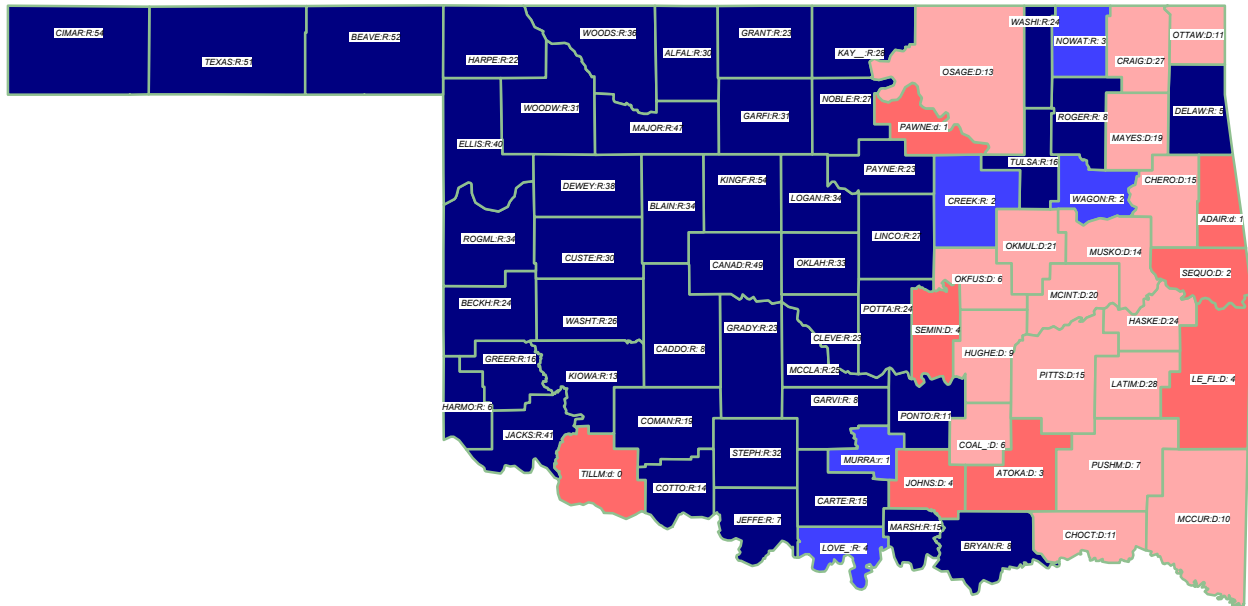 WASHI:R:24
CIMAR:R:54
WOODS:R:36
GRANT:R:23
OTTAW:D:11
BEAVE:R:52
NOWAT:R: 3
ALFAL:R:30
KAY__:R:28
HARPE:R:22
TEXAS:R:51
CRAIG:D:27
OSAGE:D:13
NOBLE:R:27
WOODW:R:31
DELAW:R: 5
GARFI:R:31
ROGER:R: 8
MAJOR:R:47
PAWNE:d: 1
MAYES:D:19
ELLIS:R:40
TULSA:R:16
PAYNE:R:23
KINGF:R:54
CHERO:D:15
DEWEY:R:38
LOGAN:R:34
WAGON:R: 2
CREEK:R: 2
BLAIN:R:34
ADAIR:d: 1
LINCO:R:27
ROGML:R:34
OKMUL:D:21
MUSKO:D:14
CUSTE:R:30
OKLAH:R:33
CANAD:R:49
SEQUO:D: 2
OKFUS:D: 6
MCINT:D:20
BECKH:R:24
POTTA:R:24
WASHT:R:26
HASKE:D:24
GRADY:R:23
SEMIN:D: 4
CLEVE:R:23
CADDO:R: 8
HUGHE:D: 9
GREER:R:16
MCCLA:R:25
PITTS:D:15
KIOWA:R:13
LE_FL:D: 4
LATIM:D:28
GARVI:R: 8
HARMO:R: 6
PONTO:R:11
COMAN:R:19
JACKS:R:41
COAL_:D: 6
STEPH:R:32
MURRA:r: 1
PUSHM:D: 7
TILLM:d: 0
ATOKA:D: 3
JOHNS:D: 4
COTTO:R:14
CARTE:R:15
JEFFE:R: 7
MCCUR:D:10
MARSH:R:15
CHOCT:D:11
BRYAN:R: 8
LOVE_:R: 4